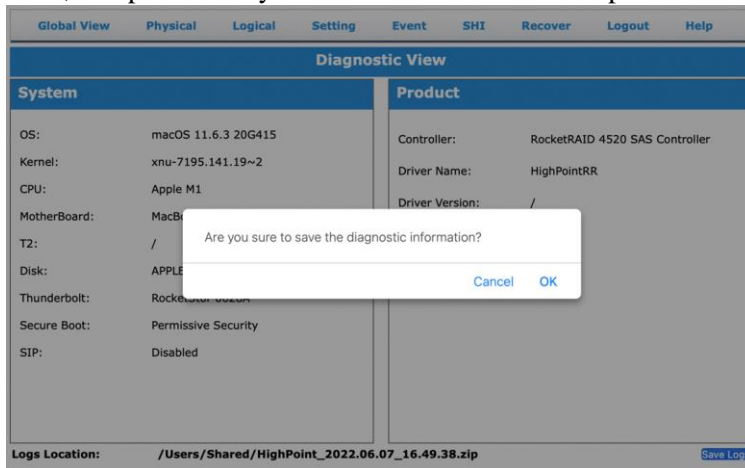 Global View Physical Logical Setting Event SHI Recover Logout Help
Diagnostic View
System
OS: macOS 11.6.3 20G415
Kernel: xnu-7195.141.19~2
CPU: Apple M1
MotherBoard:
T2: /
Disk: APPLE
Thunderbolt:
Secure Boot: Permissive Security
SIP: Disabled
Product
Controller: RocketRAID 4520 SAS Controller
Driver Name: HighPointRR
Driver Version: /
Are you sure to save the diagnostic information?
Cancel OK
Logs Location: /Users/Shared/HighPoint_2022.06.07_16.49.38.zip
Save Log